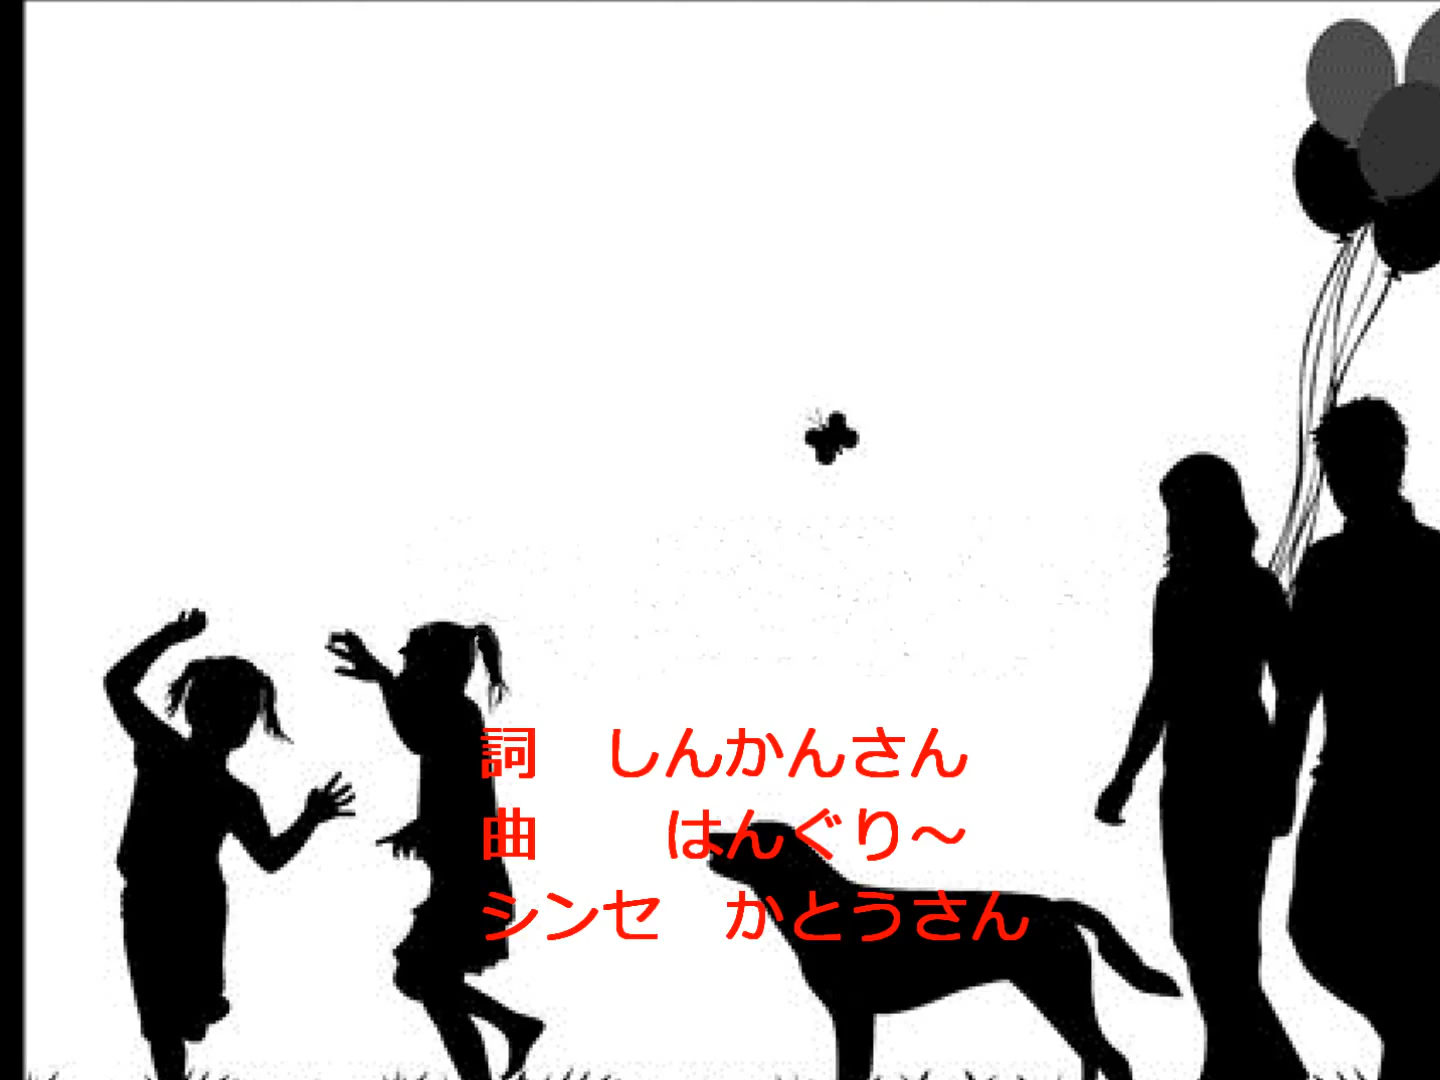 詞　しんかんさん
曲　　はんぐり～
シンセ　かとうさん